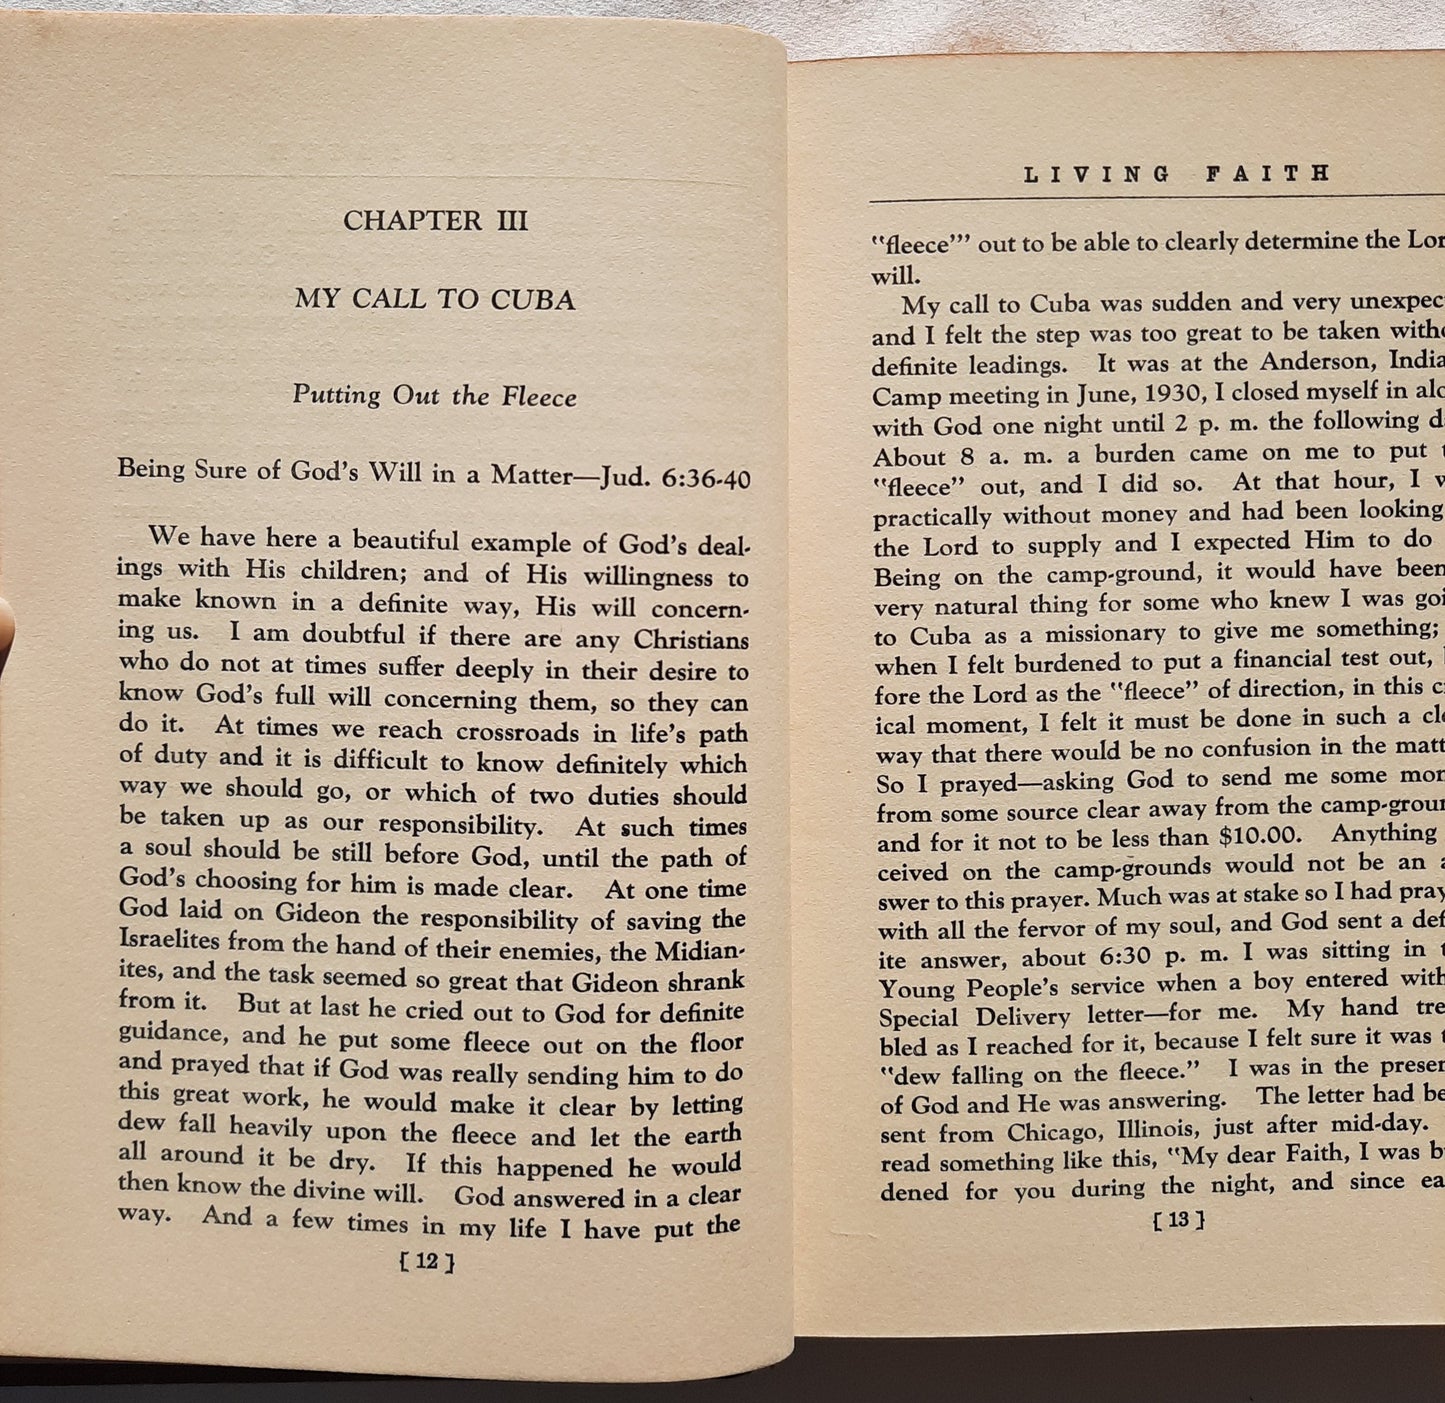 CHAPTER III
MY CALL TO CUBA
Putting Out the Fleece
Being Sure of God's Will in a Matter—Jud. 6:36-40
We have here a beautiful example of God's deal-
ings with His children; and of His willingness to
make known in a definite way, His will concern-
ing us. I am doubtful if there are any Christians
who do not at times suffer deeply in their desire to
know God's full will concerning them, so they can
do it. At times we reach crossroads in life's path
of duty and it is difficult to know definitely which
way we should go, or which of two duties should
be taken up as our responsibility. At such times
a soul should be still before God, until the path of
God's choosing for him is made clear. At one time
God laid on Gideon the responsibility of saving the
Israelites from the hand of their enemies, the Midian-
ites, and the task seemed so great that Gideon shrank
from it. But at last he cried out to God for definite
guidance, and he put some fleece out on the floor
and prayed that if God was really sending him to do
this great work, he would make it clear by letting
dew fall heavily upon the fleece and let the earth
all around it be dry. If this happened he would
then know the divine will. God answered in a clear
way. And a few times in my life I have put the
[ 12 ]
LIVING FAITH
"fleece'" out to be able to clearly determine the
will.
My call to Cuba was sudden and very
and I felt the step was too great to be taken
definite leadings. It was at the Anderson,
Camp meeting in June, 1930, I closed myself in
with God one night until 2 p. m. the following
About 8 a. m. a burden came on me to put
"fleece" out, and I did so. At that hour, I
practically without money and had been looking
the Lord to supply and I expected Him to do
Being on the camp-ground, it would have been
very natural thing for some who knew I was
to Cuba as a missionary to give me something;
when I felt burdened to put a financial test out,
fore the Lord as the "fleece" of direction, in this
ical moment, I felt it must be done in such a
way that there would be no confusion in the
So I prayed—asking God to send me some
from some source clear away from the
and for it not to be less than $10.00. Anything
ceived on the camp-grounds would not be an
swer to this prayer. Much was at stake so I had
with all the fervor of my soul, and God sent a
ite answer, about 6:30 p. m. I was sitting in
Young People's service when a boy entered
Special Delivery letter—for me. My hand
bled as I reached for it, because I felt sure it was
"dew falling on the fleece." I was in the
of God and He was answering. The letter had
sent from Chicago, Illinois, just after mid-day.
read something like this, "My dear Faith, I was
dened for you during the night, and since
[ 13 ]